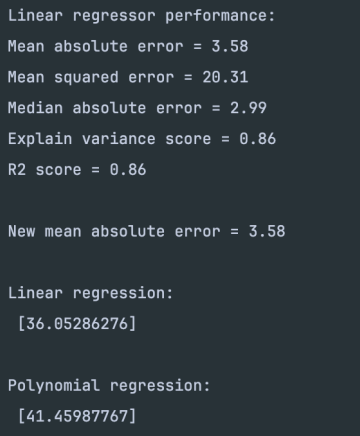 Linear regressor performance:
Mean absolute error = 3.58
Mean squared error = 20.31
Median absolute error = 2.99
Explain variance score = 0.86
R2 score = 0.86
New mean absolute error = 3.58
Linear regression:
[36.05286276]
Polynomial regression:
[41.45987767]